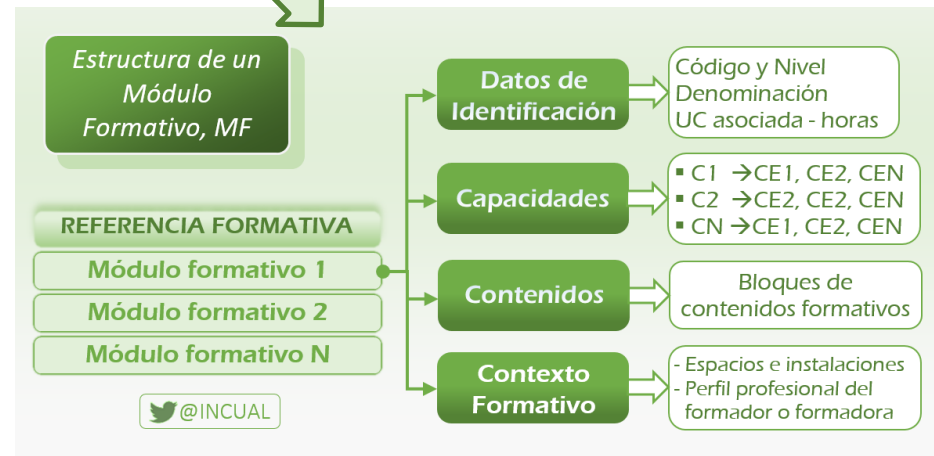 Estructura de un
Módulo
Formativo, MF
REFERENCIA FORMATIVA
Módulo formativo 1
Módulo formativo 2
Módulo formativo N
@INCUAL
Datos de
Identificación
Código y Nivel
Denominación
UC asociada - horas
Capacidades
▪ C1 →CE1, CE2, CEN
▪ C2 →CE2, CE2, CEN
▪ CN →CE1, CE2, CEN
Contenidos
Bloques de
contenidos formativos
Contexto
Formativo
- Espacios e instalaciones
- Perfil profesional del
formador o formadora